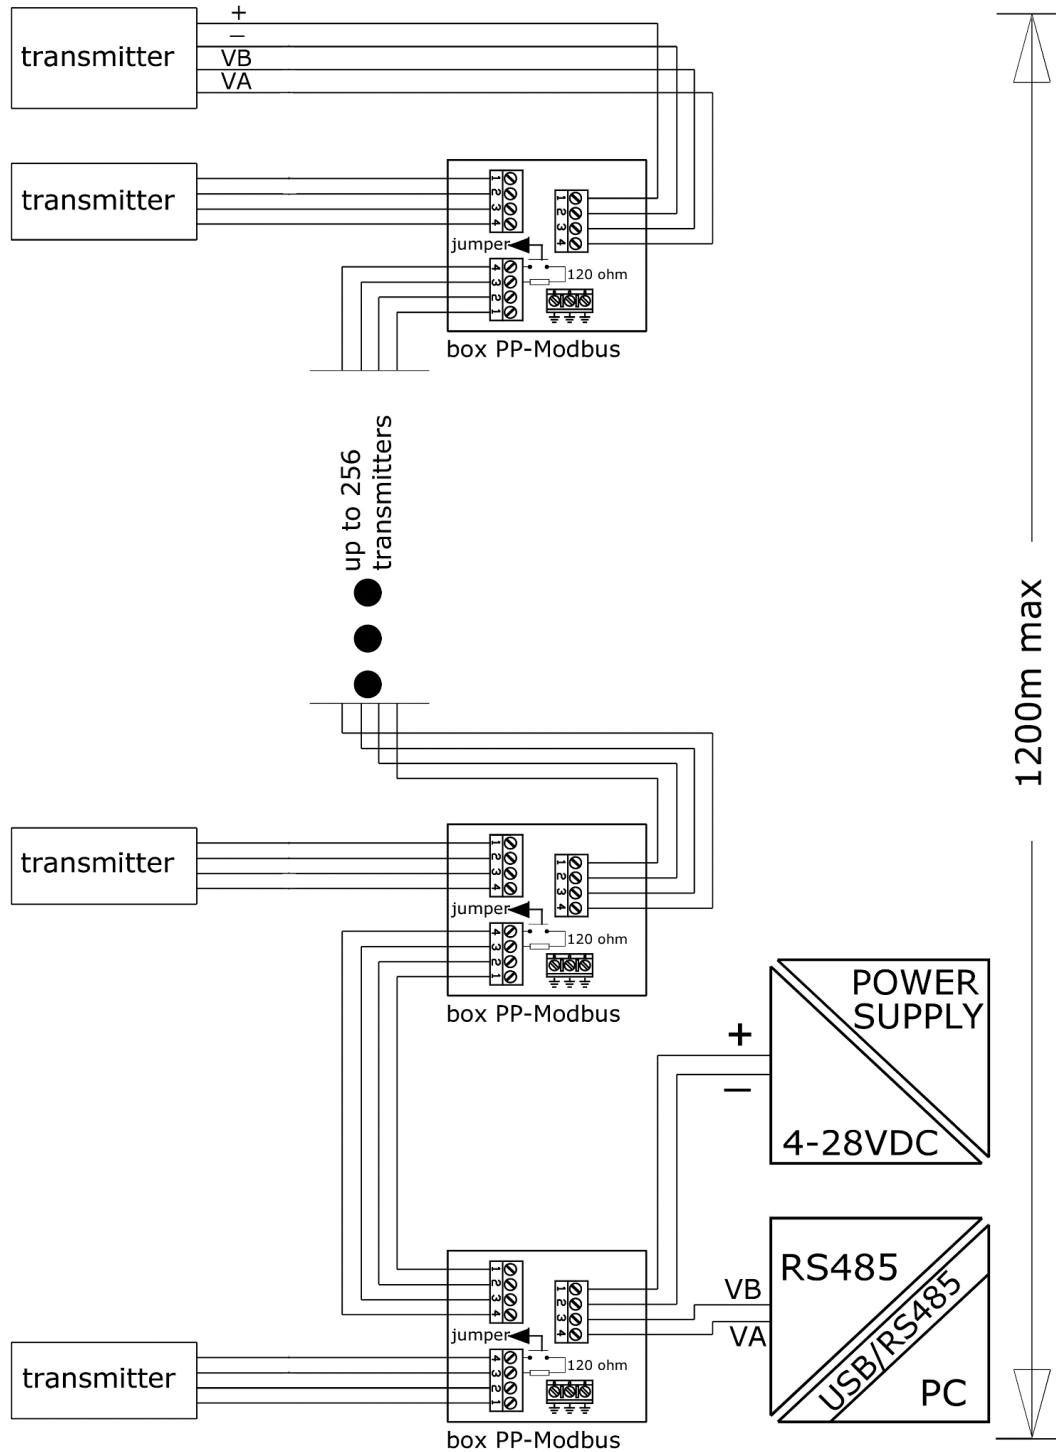 +
–
VB
VA
transmitter
transmitter
1
2
3
4
1
2
3
4
jumper
4
3
2
1
120 ohm
box PP-Modbus
up to 256
transmitters
1200m max
transmitter
1
2
3
4
1
2
3
4
jumper
4
3
2
1
120 ohm
box PP-Modbus
+
–
POWER
SUPPLY
4-28VDC
1
2
3
4
1
2
3
4
jumper
4
3
2
1
120 ohm
box PP-Modbus
transmitter
VB
VA
RS485
USB/RS485
PC